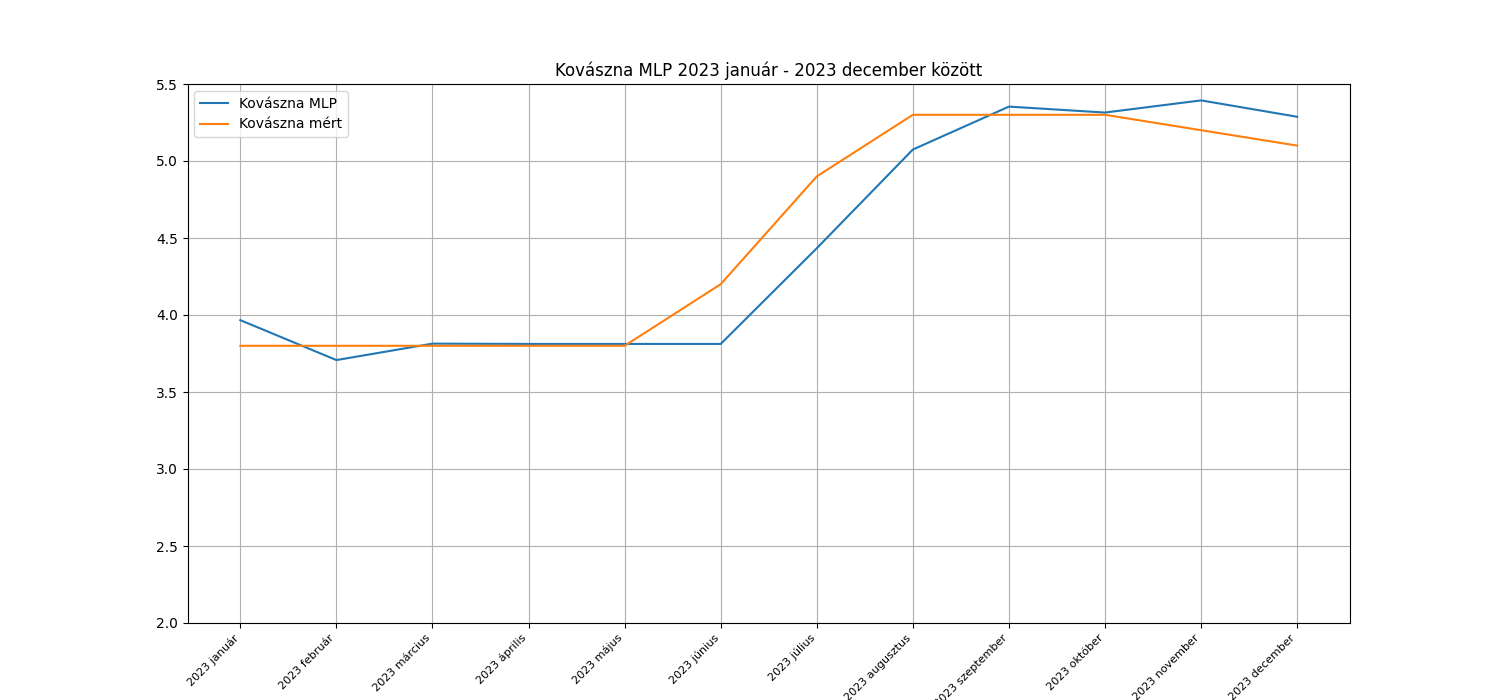 Kovászna MLP 2023 január - 2023 december között
Kovászna MLP
Kovászna mért
5.5
5.0
4.5
4.0
3.5
3.0
2.5
2.0
2023 január
2023 február
2023 március
2023 április
2023 május
2023 június
2023 július
2023 augusztus
2023 szeptember
2023 október
2023 november
2023 december